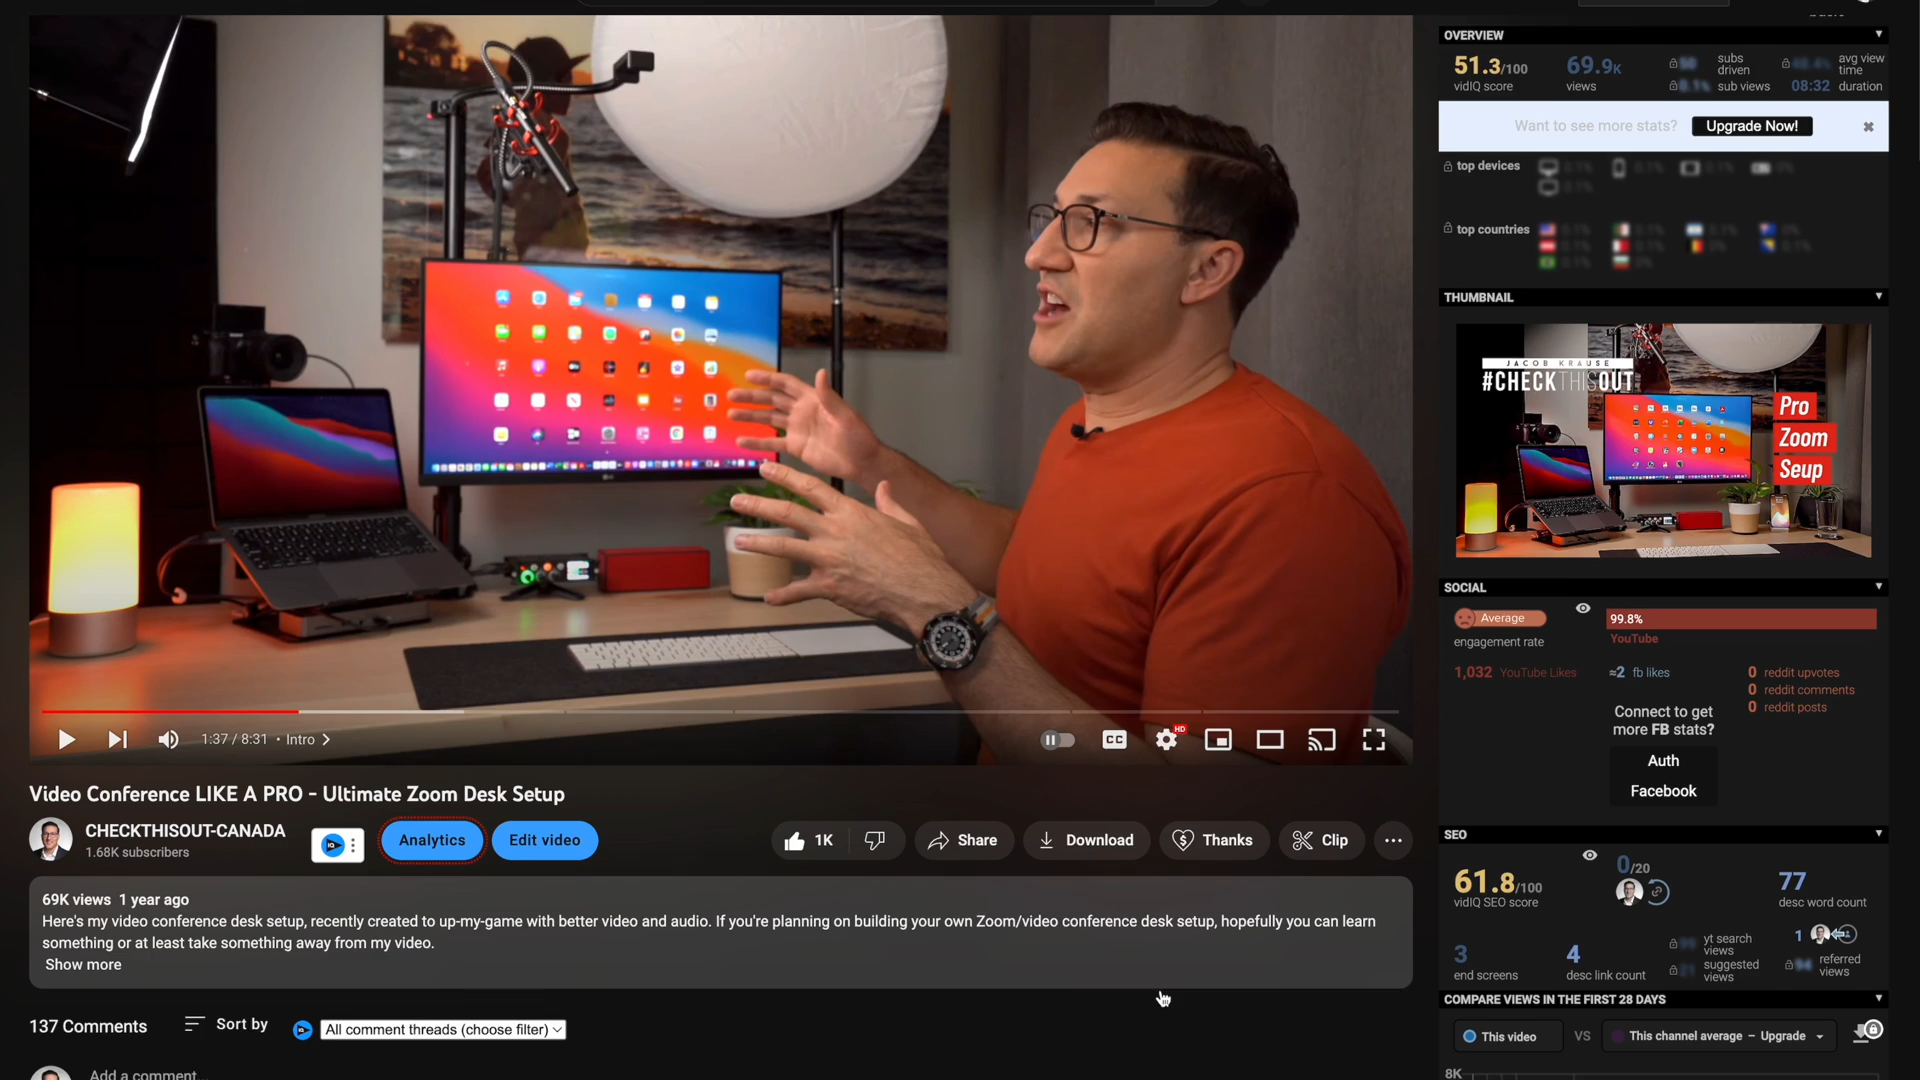 1:37 / 8:31 • Intro
CC
HD
Video Conference LIKE A PRO – Ultimate Zoom Desk Setup
CHECKTHISOUT-CANADA
1.68K subscribers
IQ
Analytics
Edit video
1K
Share
Download
Thanks
Clip
69K views 1 year ago
Here's my video conference desk setup, recently created to up-my-game with better video and audio. If you're planning on building your own Zoom/video conference desk setup, hopefully you can learn
something or at least take something away from my video.
Show more
137 Comments
Sort by
All comment threads (choose filter)
Add a comment...
OVERVIEW
51.3/100
vidIQ score
69.9K
views
subs
driven
sub views
avg view
time
08:32 duration
Want to see more stats?
Upgrade Now!
top devices
top countries
THUMBNAIL
JACOB KRAUSE
#CHECKTHISOUT
Pro
Zoom
Seup
SOCIAL
Average
engagement rate
99.8%
YouTube
1,032 YouTube Likes
≈2 fb likes
0 reddit upvotes
0 reddit comments
0 reddit posts
Connect to get
more FB stats?
Auth
Facebook
SEO
61.8/100
vidIQ SEO score
0/20
77
desc word count
3
end screens
4
desc link count
yt search
views
suggested
views
1
referred
views
COMPARE VIEWS IN THE FIRST 28 DAYS
This video
VS
This channel average – Upgrade
8K